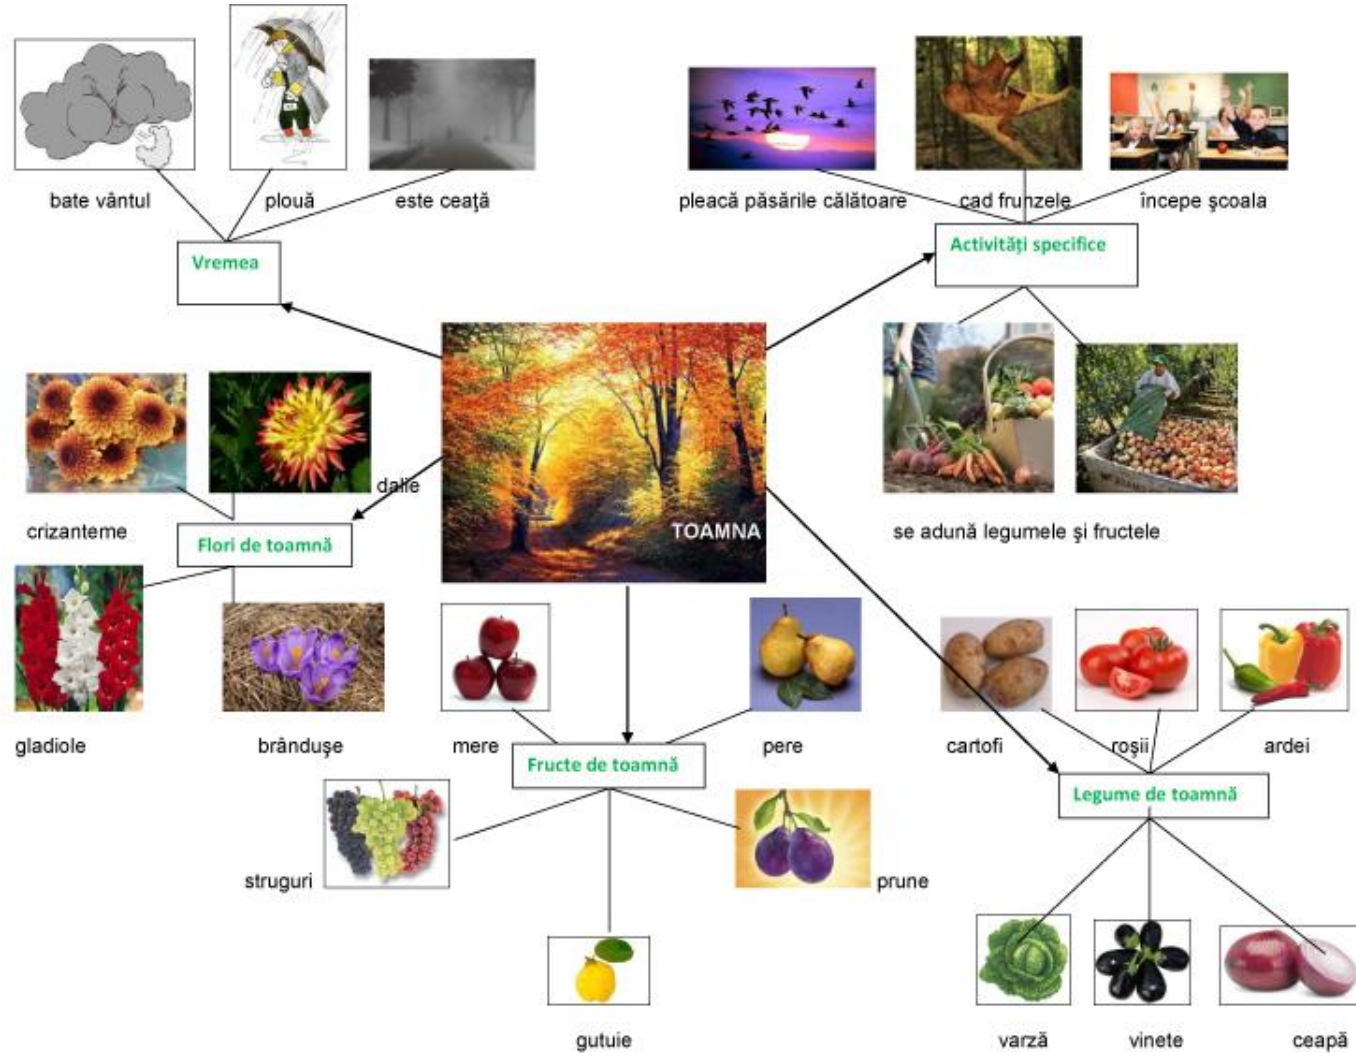 bate vântul
plouă
este ceaţă
pleacă păsările călătoare
cad frunzele
începe şcoala
Vremea
Activități specifice
TOAMNA
se adună legumele şi fructele
crizanteme
dalie
Flori de toamnă
gladiole
brânduşe
mere
pere
Fructe de toamnă
struguri
prune
gutuie
cartofi
roşii
ardei
Legume de toamnă
varză
vinete
ceapă